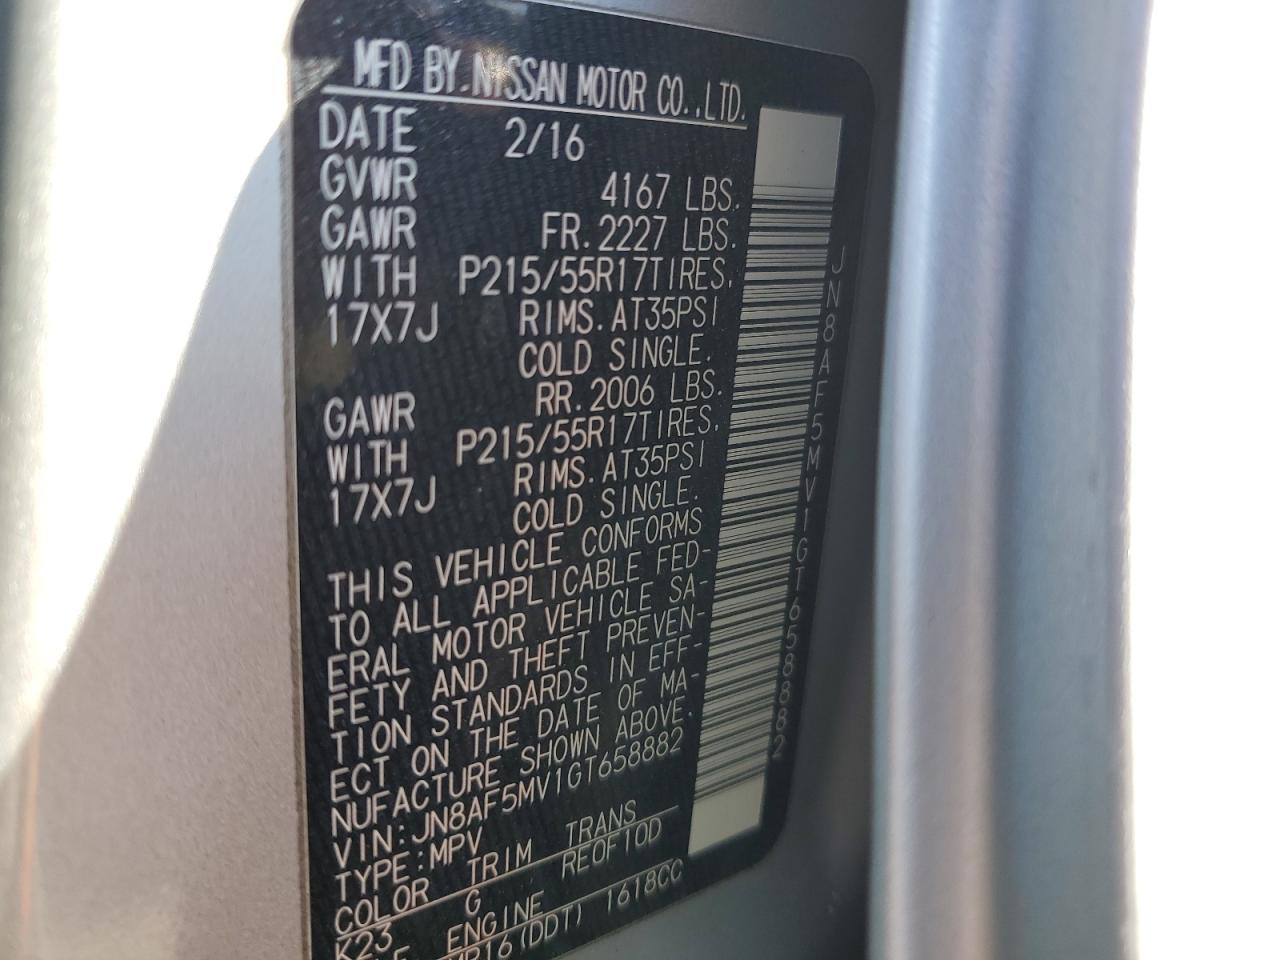 MFD BY NISSAN MOTOR CO.,LTD.
DATE 2/16
GVWR 4167 LBS.
GAWR FR.2227 LBS.
WITH P215/55R17TIRES.
17X7J RIMS.AT35PSI
COLD SINGLE.
GAWR RR.2006 LBS.
WITH P215/55R17TIRES.
17X7J RIMS.AT35PSI
COLD SINGLE.
THIS VEHICLE CONFORMS
TO ALL APPLICABLE FED-
ERAL MOTOR VEHICLE SA-
FETY AND THEFT PREVEN-
TION STANDARDS IN EFF-
ECT ON THE DATE OF MA-
NUFACTURE SHOWN ABOVE.
VIN:JN8AF5MV1GT658882
TYPE:MPV
COLOR TRIM TRANS
K23 G RE0F10D
ENGINE
MR16(DDT) 1618CC
JN8AF5MV1GT658882